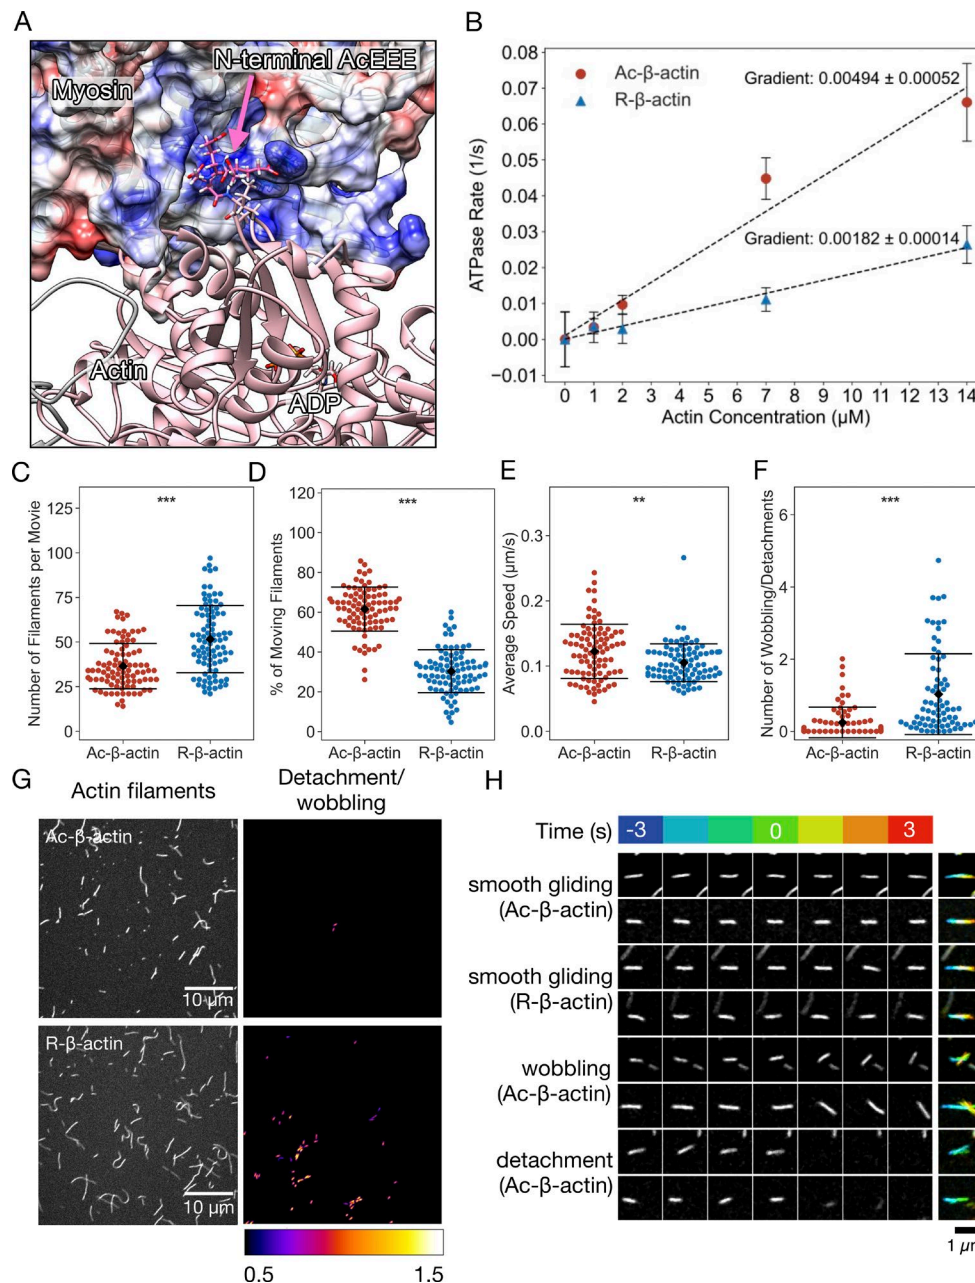 A
Myosin
N-terminal AcEEE
Actin
ADP
B
ATPase Rate (1/s)
0.08
0.07
0.06
0.05
0.04
0.03
0.02
0.01
0.00
−0.01
Ac-β-actin
R-β-actin
Gradient: 0.00494 ± 0.00052
Gradient: 0.00182 ± 0.00014
0 1 2 3 4 5 6 7 8 9 10 11 12 13 14
Actin Concentration (μM)
C
***
Number of Filaments per Movie
125
100
75
50
25
0
Ac-β-actin R-β-actin
D
***
% of Moving Filaments
120
100
80
60
40
20
0
Ac-β-actin R-β-actin
E
**
Average Speed (μm/s)
0.3
0.2
0.1
0.0
Ac-β-actin R-β-actin
F
***
Number of Wobbling/Detachments
6
4
2
0
Ac-β-actin R-β-actin
G
Actin filaments
Detachment/
wobbling
Ac-β-actin
10 μm
R-β-actin
10 μm
0.5 1.5
H
Time (s) -3 0 3
smooth gliding
(Ac-β-actin)
smooth gliding
(R-β-actin)
wobbling
(Ac-β-actin)
detachment
(Ac-β-actin)
1 μm